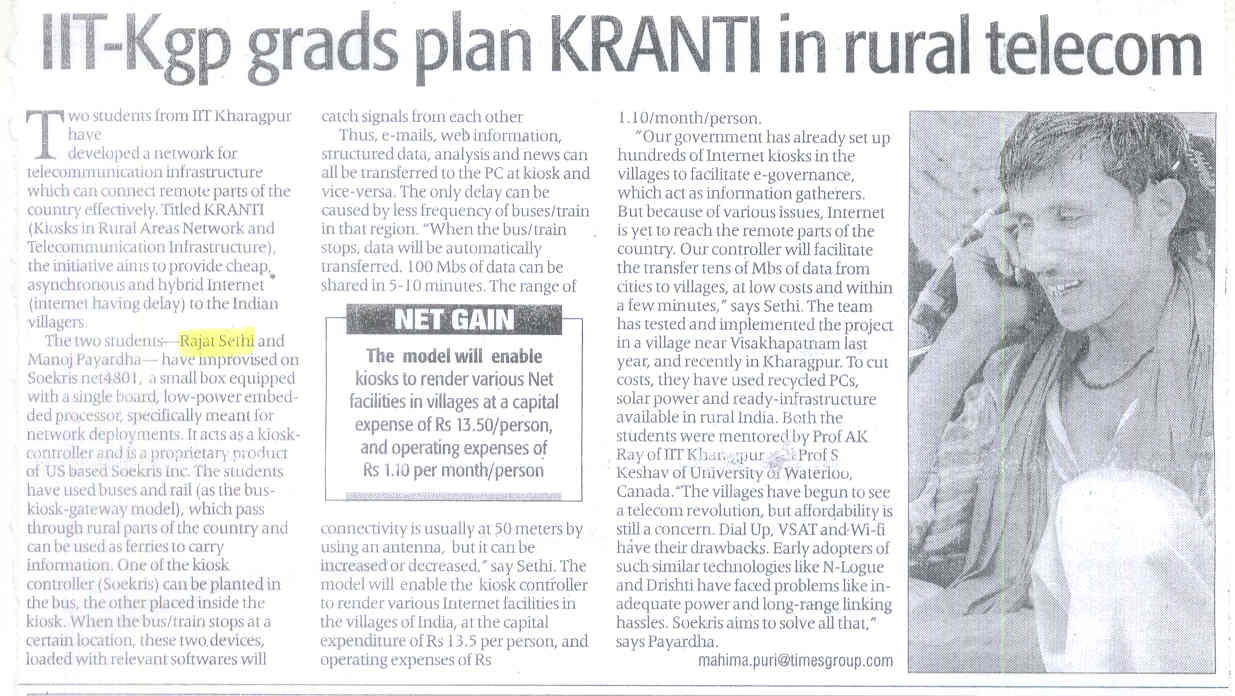 IIT-Kgp grads plan KRANTI in rural telecom
Two students from IIT Kharagpur
have
developed a network for
telecommunication infrastructure
which can connect remote parts of the
country effectively. Titled KRANTI
(Kiosks in Rural Areas Network and
Telecommunication Infrastructure),
the initiative aims to provide cheap,
asynchronous and hybrid Internet
(internet having delay) to the Indian
villagers.
The two students—Rajat Sethi and
Manoj Payardha— have improvised on
Soekris net4801, a small box equipped
with a single board, low-power embed-
ded processor, specifically meant for
network deployments. It acts as a kiosk-
controller and is a proprietary product
of US based Soekris Inc. The students
have used buses and rail (as the bus-
kiosk-gateway model), which pass
through rural parts of the country and
can be used as ferries to carry
information. One of the kiosk
controller (Soekris) can be planted in
the bus, the other placed inside the
kiosk. When the bus/train stops at a
certain location, these two devices,
loaded with relevant softwares will
catch signals from each other
Thus, e-mails, web information,
structured data, analysis and news can
all be transferred to the PC at kiosk and
vice-versa. The only delay can be
caused by less frequency of buses/train
in that region. "When the bus/train
stops, data will be automatically
transferred. 100 Mbs of data can be
shared in 5-10 minutes. The range of
NET GAIN
The model will enable
kiosks to render various Net
facilities in villages at a capital
expense of Rs 13.50/person,
and operating expenses of
Rs 1.10 per month/person
connectivity is usually at 50 meters by
using an antenna, but it can be
increased or decreased," say Sethi. The
model will enable the kiosk controller
to render various Internet facilities in
the villages of India, at the capital
expenditure of Rs 13.5 per person, and
operating expenses of Rs
1.10/month/person.
"Our government has already set up
hundreds of Internet kiosks in the
villages to facilitate e-governance,
which act as information gatherers.
But because of various issues, Internet
is yet to reach the remote parts of the
country. Our controller will facilitate
the transfer tens of Mbs of data from
cities to villages, at low costs and within
a few minutes," says Sethi. The team
has tested and implemented the project
in a village near Visakhapatnam last
year, and recently in Kharagpur. To cut
costs, they have used recycled PCs,
solar power and ready-infrastructure
available in rural India. Both the
students were mentored by Prof AK
Ray of IIT Kharagpur Prof S
Keshav of University of Waterloo,
Canada."The villages have begun to see
a telecom revolution, but affordability is
still a concern. Dial Up, VSAT and Wi-fi
have their drawbacks. Early adopters of
such similar technologies like N-Logue
and Drishti have faced problems like in-
adequate power and long-range linking
hassles. Soekris aims to solve all that,"
says Payardha.
mahima.puri@timesgroup.com